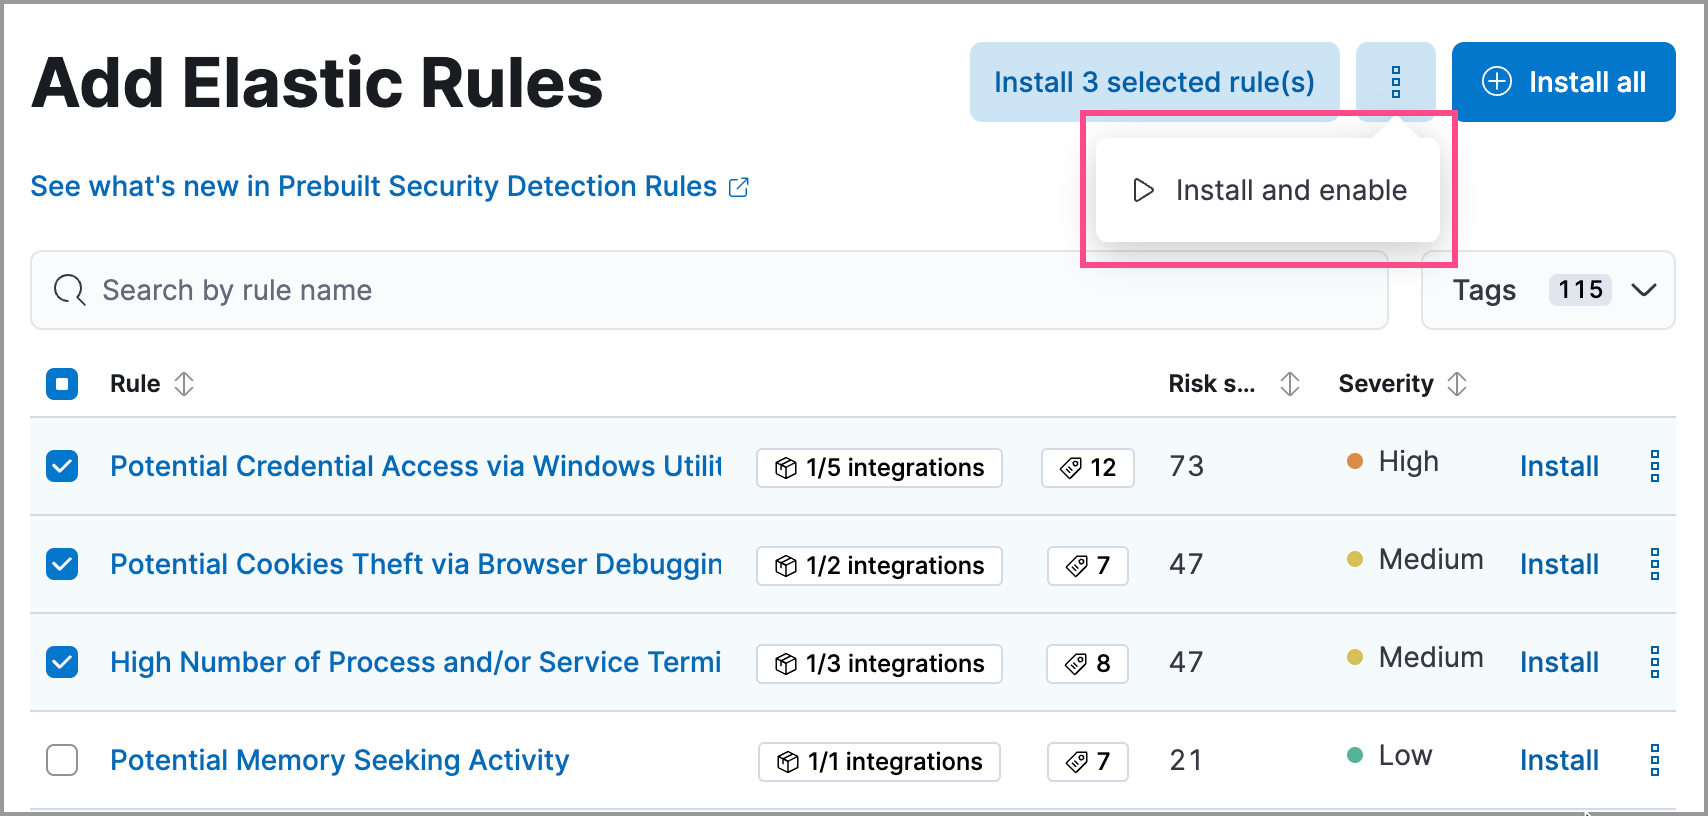 Add Elastic Rules
Install 3 selected rule(s)
Install all
Install and enable
See what's new in Prebuilt Security Detection Rules
Search by rule name
Tags 115
Rule Risk s... Severity
Potential Credential Access via Windows Utilit 1/5 integrations 12 73 High Install
Potential Cookies Theft via Browser Debuggin 1/2 integrations 7 47 Medium Install
High Number of Process and/or Service Termi 1/3 integrations 8 47 Medium Install
Potential Memory Seeking Activity 1/1 integrations 7 21 Low Install